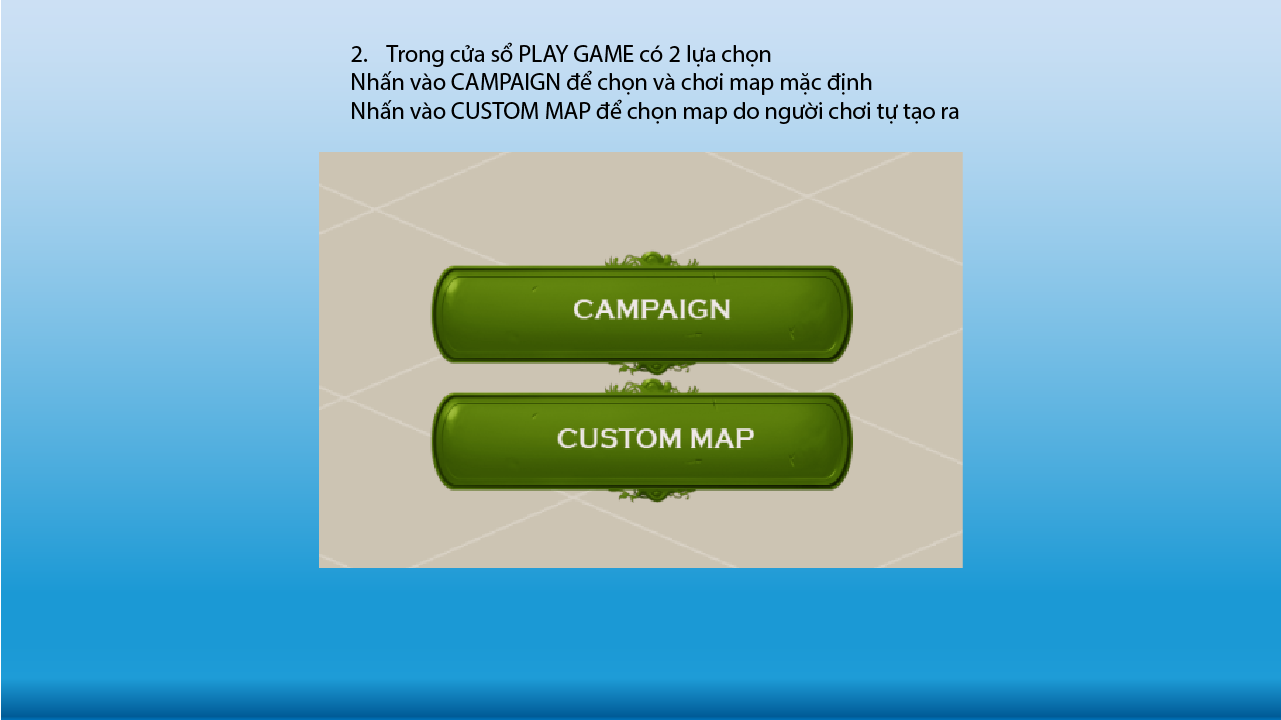 2. Trong cửa sổ PLAY GAME có 2 lựa chọn
Nhấn vào CAMPAIGN để chọn và chơi map mặc định
Nhấn vào CUSTOM MAP để chọn map do người chơi tự tạo ra
CAMPAIGN
CUSTOM MAP